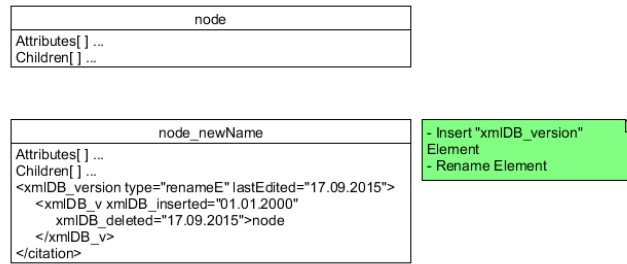 node
Attributes[ ] ...
Children[ ] ...
node_newName
Attributes[ ] ...
Children[ ] ...
<xmlDB_version type="renameE" lastEdited="17.09.2015">
<xmlDB_v xmlDB_inserted="01.01.2000"
xmlDB_deleted="17.09.2015">node
</xmlDB_v>
</citation>
- Insert "xmlDB_version"
Element
- Rename Element